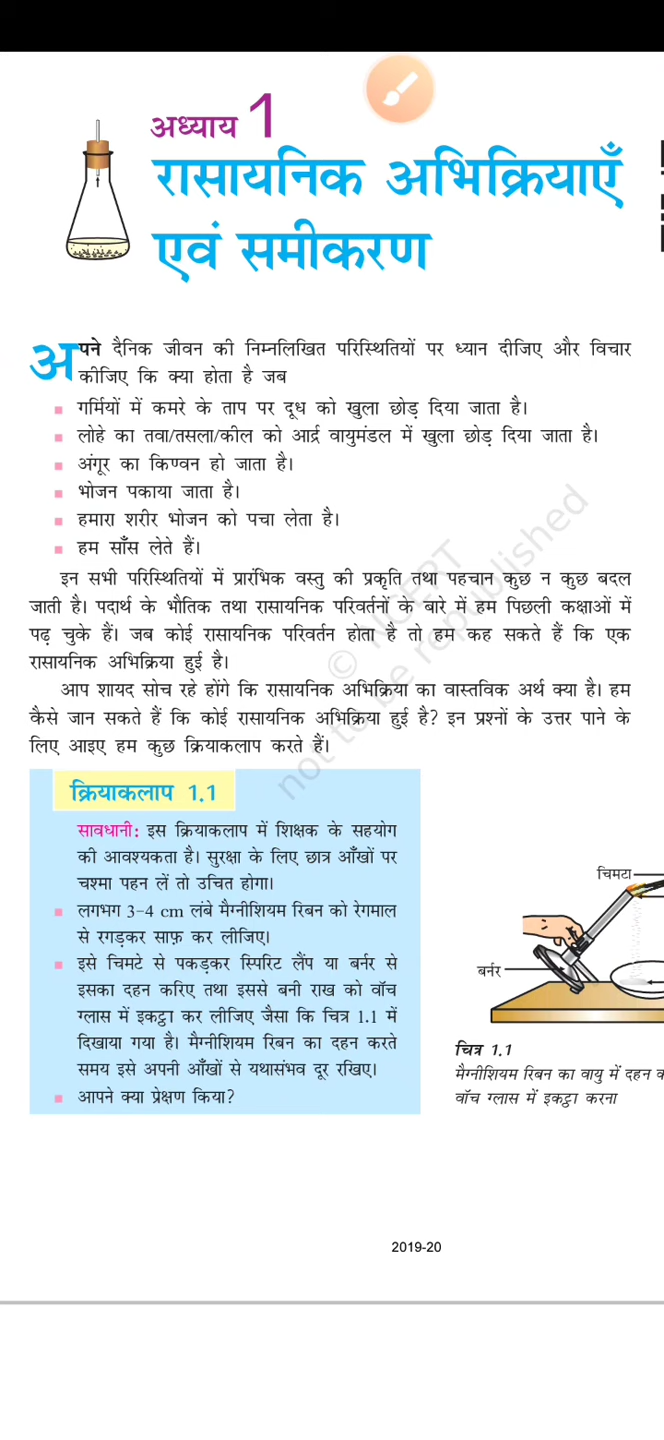 अध्याय 1
रासायनिक अभिक्रियाएँ
एवं समीकरण
अपने दैनिक जीवन की निम्नलिखित परिस्थितियों पर ध्यान दीजिए और विचार
कीजिए कि क्या होता है जब
गर्मियों में कमरे के ताप पर दूध को खुला छोड़ दिया जाता है।
लोहे का तवा/तसला/कील को आर्द्र वायुमंडल में खुला छोड़ दिया जाता है।
अंगूर का किण्वन हो जाता है।
भोजन पकाया जाता है।
हमारा शरीर भोजन को पचा लेता है।
हम साँस लेते हैं।
इन सभी परिस्थितियों में प्रारंभिक वस्तु की प्रकृति तथा पहचान कुछ न कुछ बदल
जाती है। पदार्थ के भौतिक तथा रासायनिक परिवर्तनों के बारे में हम पिछली कक्षाओं में
पढ़ चुके हैं। जब कोई रासायनिक परिवर्तन होता है तो हम कह सकते हैं कि एक
रासायनिक अभिक्रिया हुई है।
आप शायद सोच रहे होंगे कि रासायनिक अभिक्रिया का वास्तविक अर्थ क्या है। हम
कैसे जान सकते हैं कि कोई रासायनिक अभिक्रिया हुई है? इन प्रश्नों के उत्तर पाने के
लिए आइए हम कुछ क्रियाकलाप करते हैं।
© NCERT
not to be republished
क्रियाकलाप 1.1
सावधानी: इस क्रियाकलाप में शिक्षक के सहयोग
की आवश्यकता है। सुरक्षा के लिए छात्र आँखों पर
चश्मा पहन लें तो उचित होगा।
लगभग 3-4 cm लंबे मैग्नीशियम रिबन को रेगमाल
से रगड़कर साफ़ कर लीजिए।
इसे चिमटे से पकड़कर स्पिरिट लैंप या बर्नर से
इसका दहन करिए तथा इससे बनी राख को वॉच
ग्लास में इकट्ठा कर लीजिए जैसा कि चित्र 1.1 में
दिखाया गया है। मैग्नीशियम रिबन का दहन करते
समय इसे अपनी आँखों से यथासंभव दूर रखिए।
आपने क्या प्रेक्षण किया?
चिमटा
बर्नर
चित्र 1.1
मैग्नीशियम रिबन का वायु में दहन
वॉच ग्लास में इकट्ठा करना
2019-20